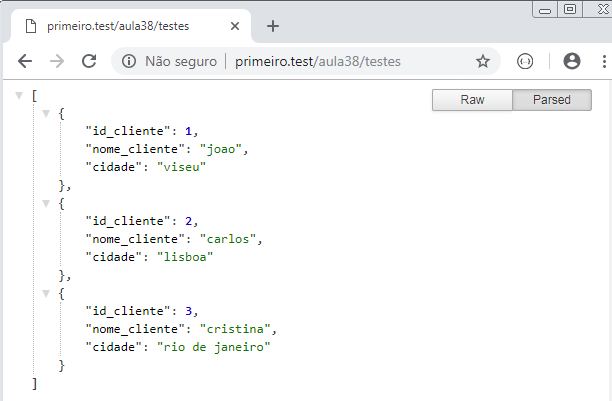 primeiro.test/aula38/testes
Não seguro primeiro.test/aula38/testes
Raw Parsed
[
{
"id_cliente": 1,
"nome_cliente": "joao",
"cidade": "viseu"
},
{
"id_cliente": 2,
"nome_cliente": "carlos",
"cidade": "lisboa"
},
{
"id_cliente": 3,
"nome_cliente": "cristina",
"cidade": "rio de janeiro"
}
]